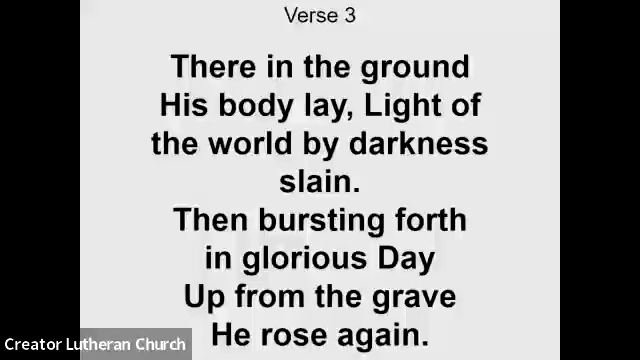 Verse 3
There in the ground
His body lay, Light of
the world by darkness
slain.
Then bursting forth
in glorious Day
Up from the grave
He rose again.
Creator Lutheran Church